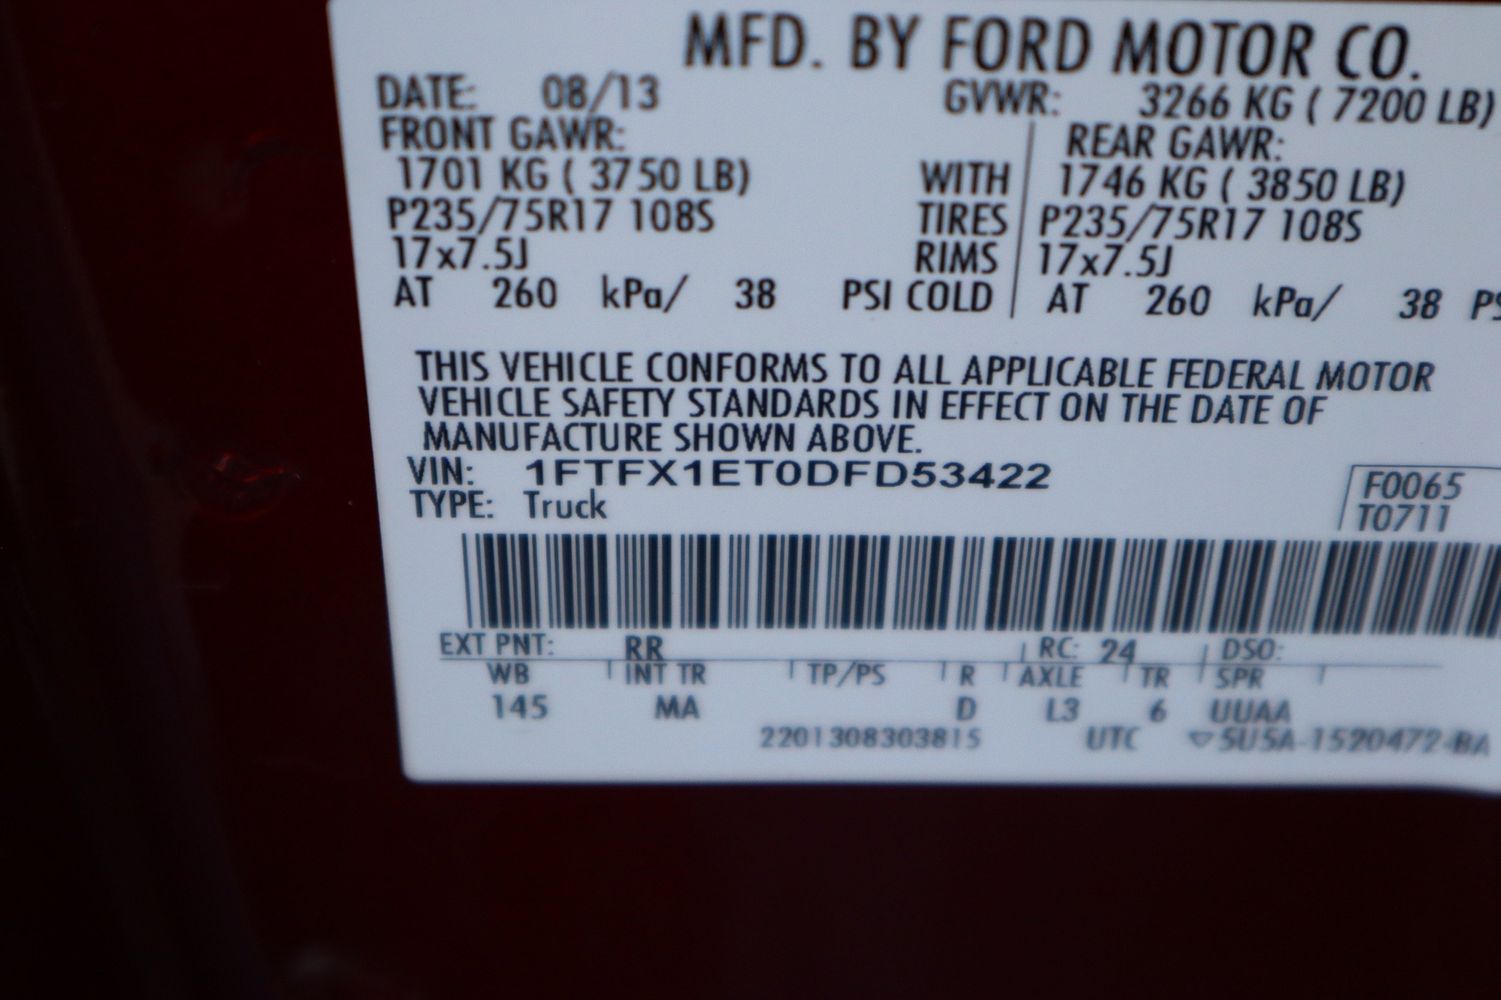 MFD. BY FORD MOTOR CO.
DATE: 08/13 GVWR: 3266 KG ( 7200 LB)
FRONT GAWR: REAR GAWR:
1701 KG ( 3750 LB) WITH 1746 KG ( 3850 LB)
P235/75R17 108S TIRES P235/75R17 108S
17x7.5J RIMS 17x7.5J
AT 260 kPa/ 38 PSI COLD AT 260 kPa/ 38 PS
THIS VEHICLE CONFORMS TO ALL APPLICABLE FEDERAL MOTOR
VEHICLE SAFETY STANDARDS IN EFFECT ON THE DATE OF
MANUFACTURE SHOWN ABOVE.
VIN: 1FTFX1ET0DFD53422 F0065
TYPE: Truck T0711
EXT PNT: RR RC: 24 DSO:
WB INT TR TP/PS R AXLE TR SPR
145 MA D L3 6 UUAA
2201308303815 UTC ▽5U5A-1520472-BA